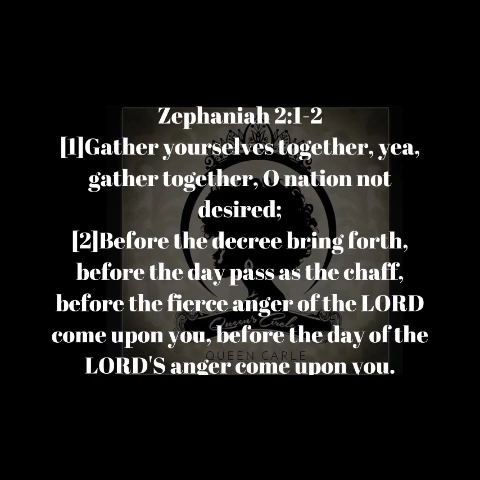 Zephaniah 2:1-2
[1]Gather yourselves together, yea,
gather together, O nation not
desired;
[2]Before the decree bring forth,
before the day pass as the chaff,
before the fierce anger of the LORD
come upon you, before the day of the
LORD'S anger come upon you.
Queen's Circle
QUEEN CARLE